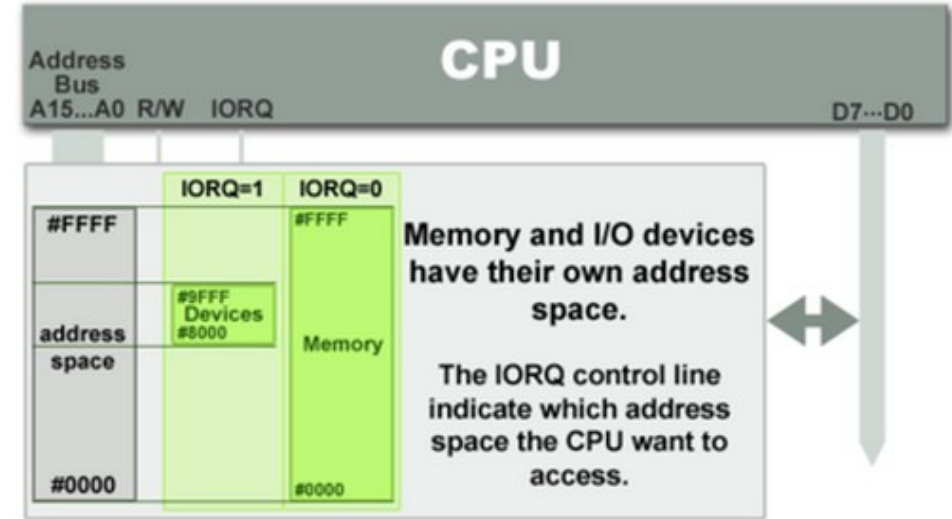 CPU
Address
Bus
A15...A0 R/W IORQ
D7...D0
IORQ=1 IORQ=0
#FFFF
#FFFF
#9FFF
Devices
#8000
address
space
Memory
#0000
#0000
Memory and I/O devices
have their own address
space.
The IORQ control line
indicate which address
space the CPU want to
access.